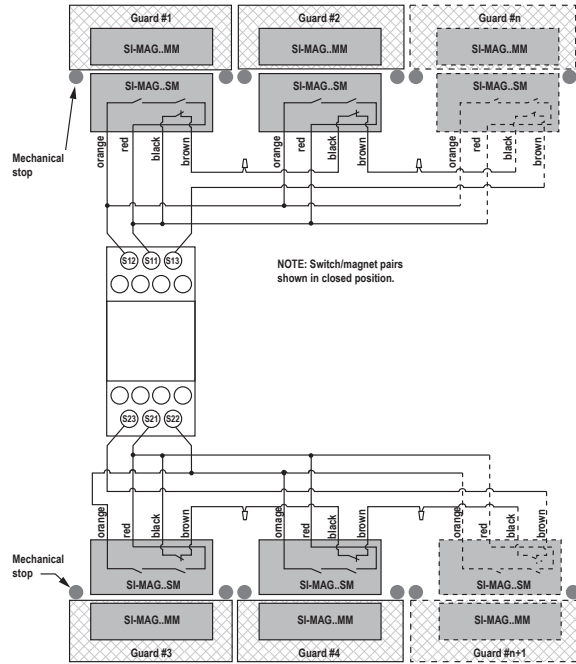 Guard #1
Guard #2
Guard #n
SI-MAG..MM
SI-MAG..MM
SI-MAG..MM
SI-MAG..SM
SI-MAG..SM
SI-MAG..SM
Mechanical
stop
orange
red
black
brown
orange
red
black
brown
orange
red
black
brown
S12
S11
S13
NOTE: Switch/magnet pairs
shown in closed position.
S23
S21
S22
orange
red
black
brown
ornage
red
black
brown
orange
red
black
brown
Mechanical
stop
SI-MAG..SM
SI-MAG..SM
SI-MAG..SM
SI-MAG..MM
SI-MAG..MM
SI-MAG..MM
Guard #3
Guard #4
Guard #n+1